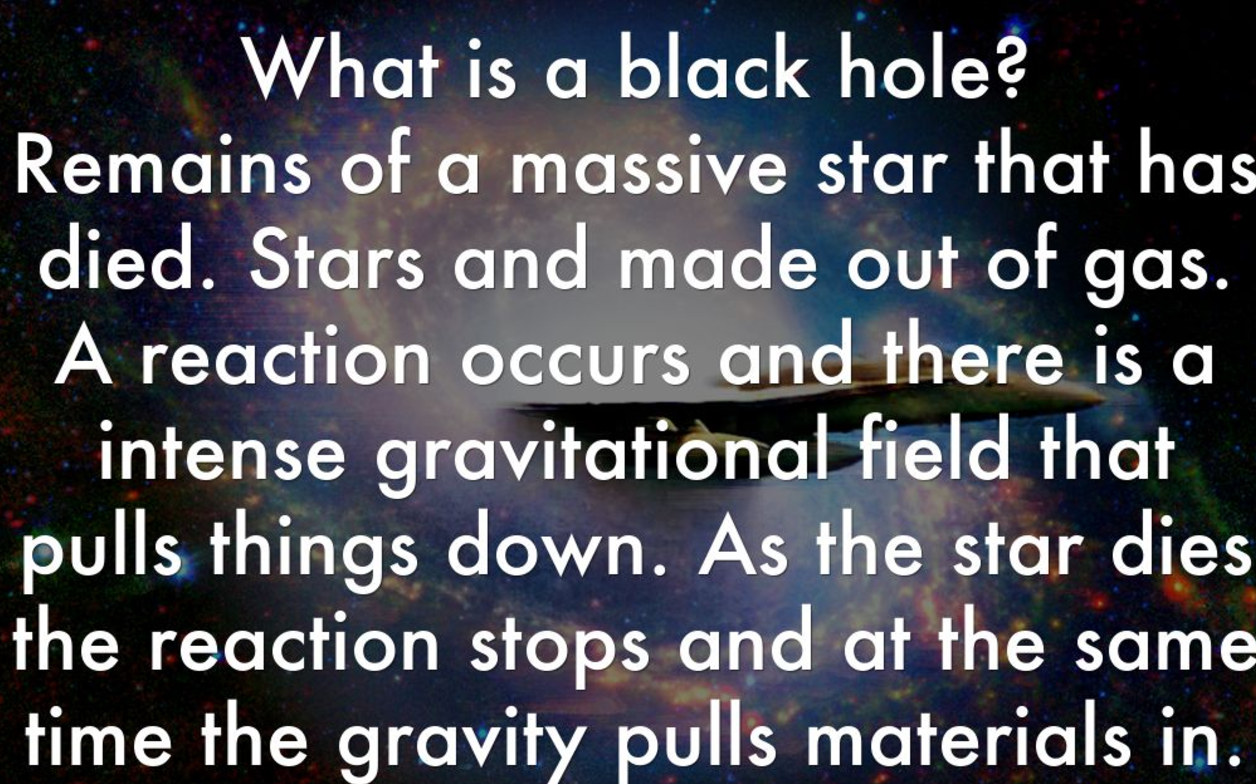 What is a black hole?
Remains of a massive star that has
died. Stars and made out of gas.
A reaction occurs and there is a
intense gravitational field that
pulls things down. As the star dies
the reaction stops and at the same
time the gravity pulls materials in.